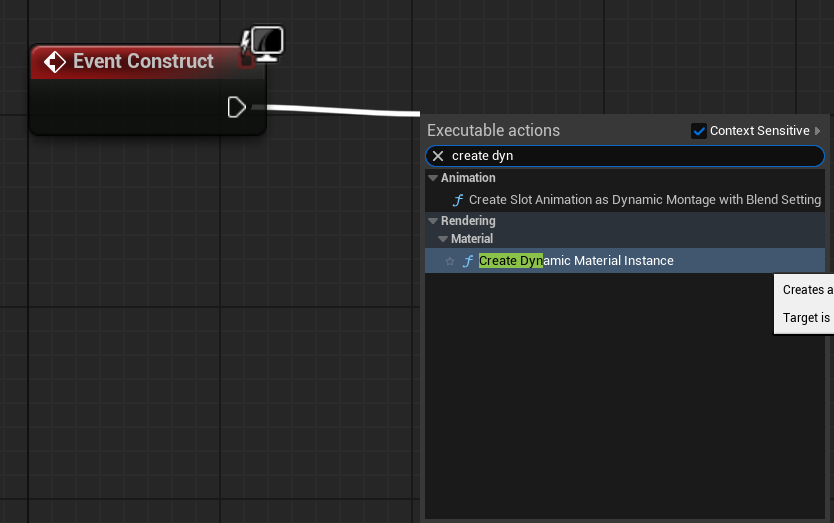 Event Construct
Executable actions
Context Sensitive
create dyn
Animation
Create Slot Animation as Dynamic Montage with Blend Setting
Rendering
Material
Create Dynamic Material Instance
Creates a
Target is